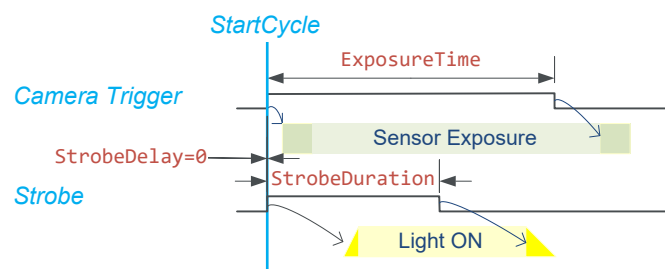 StartCycle
ExposureTime
Camera Trigger
Sensor Exposure
StrobeDelay=0
StrobeDuration
Strobe
Light ON